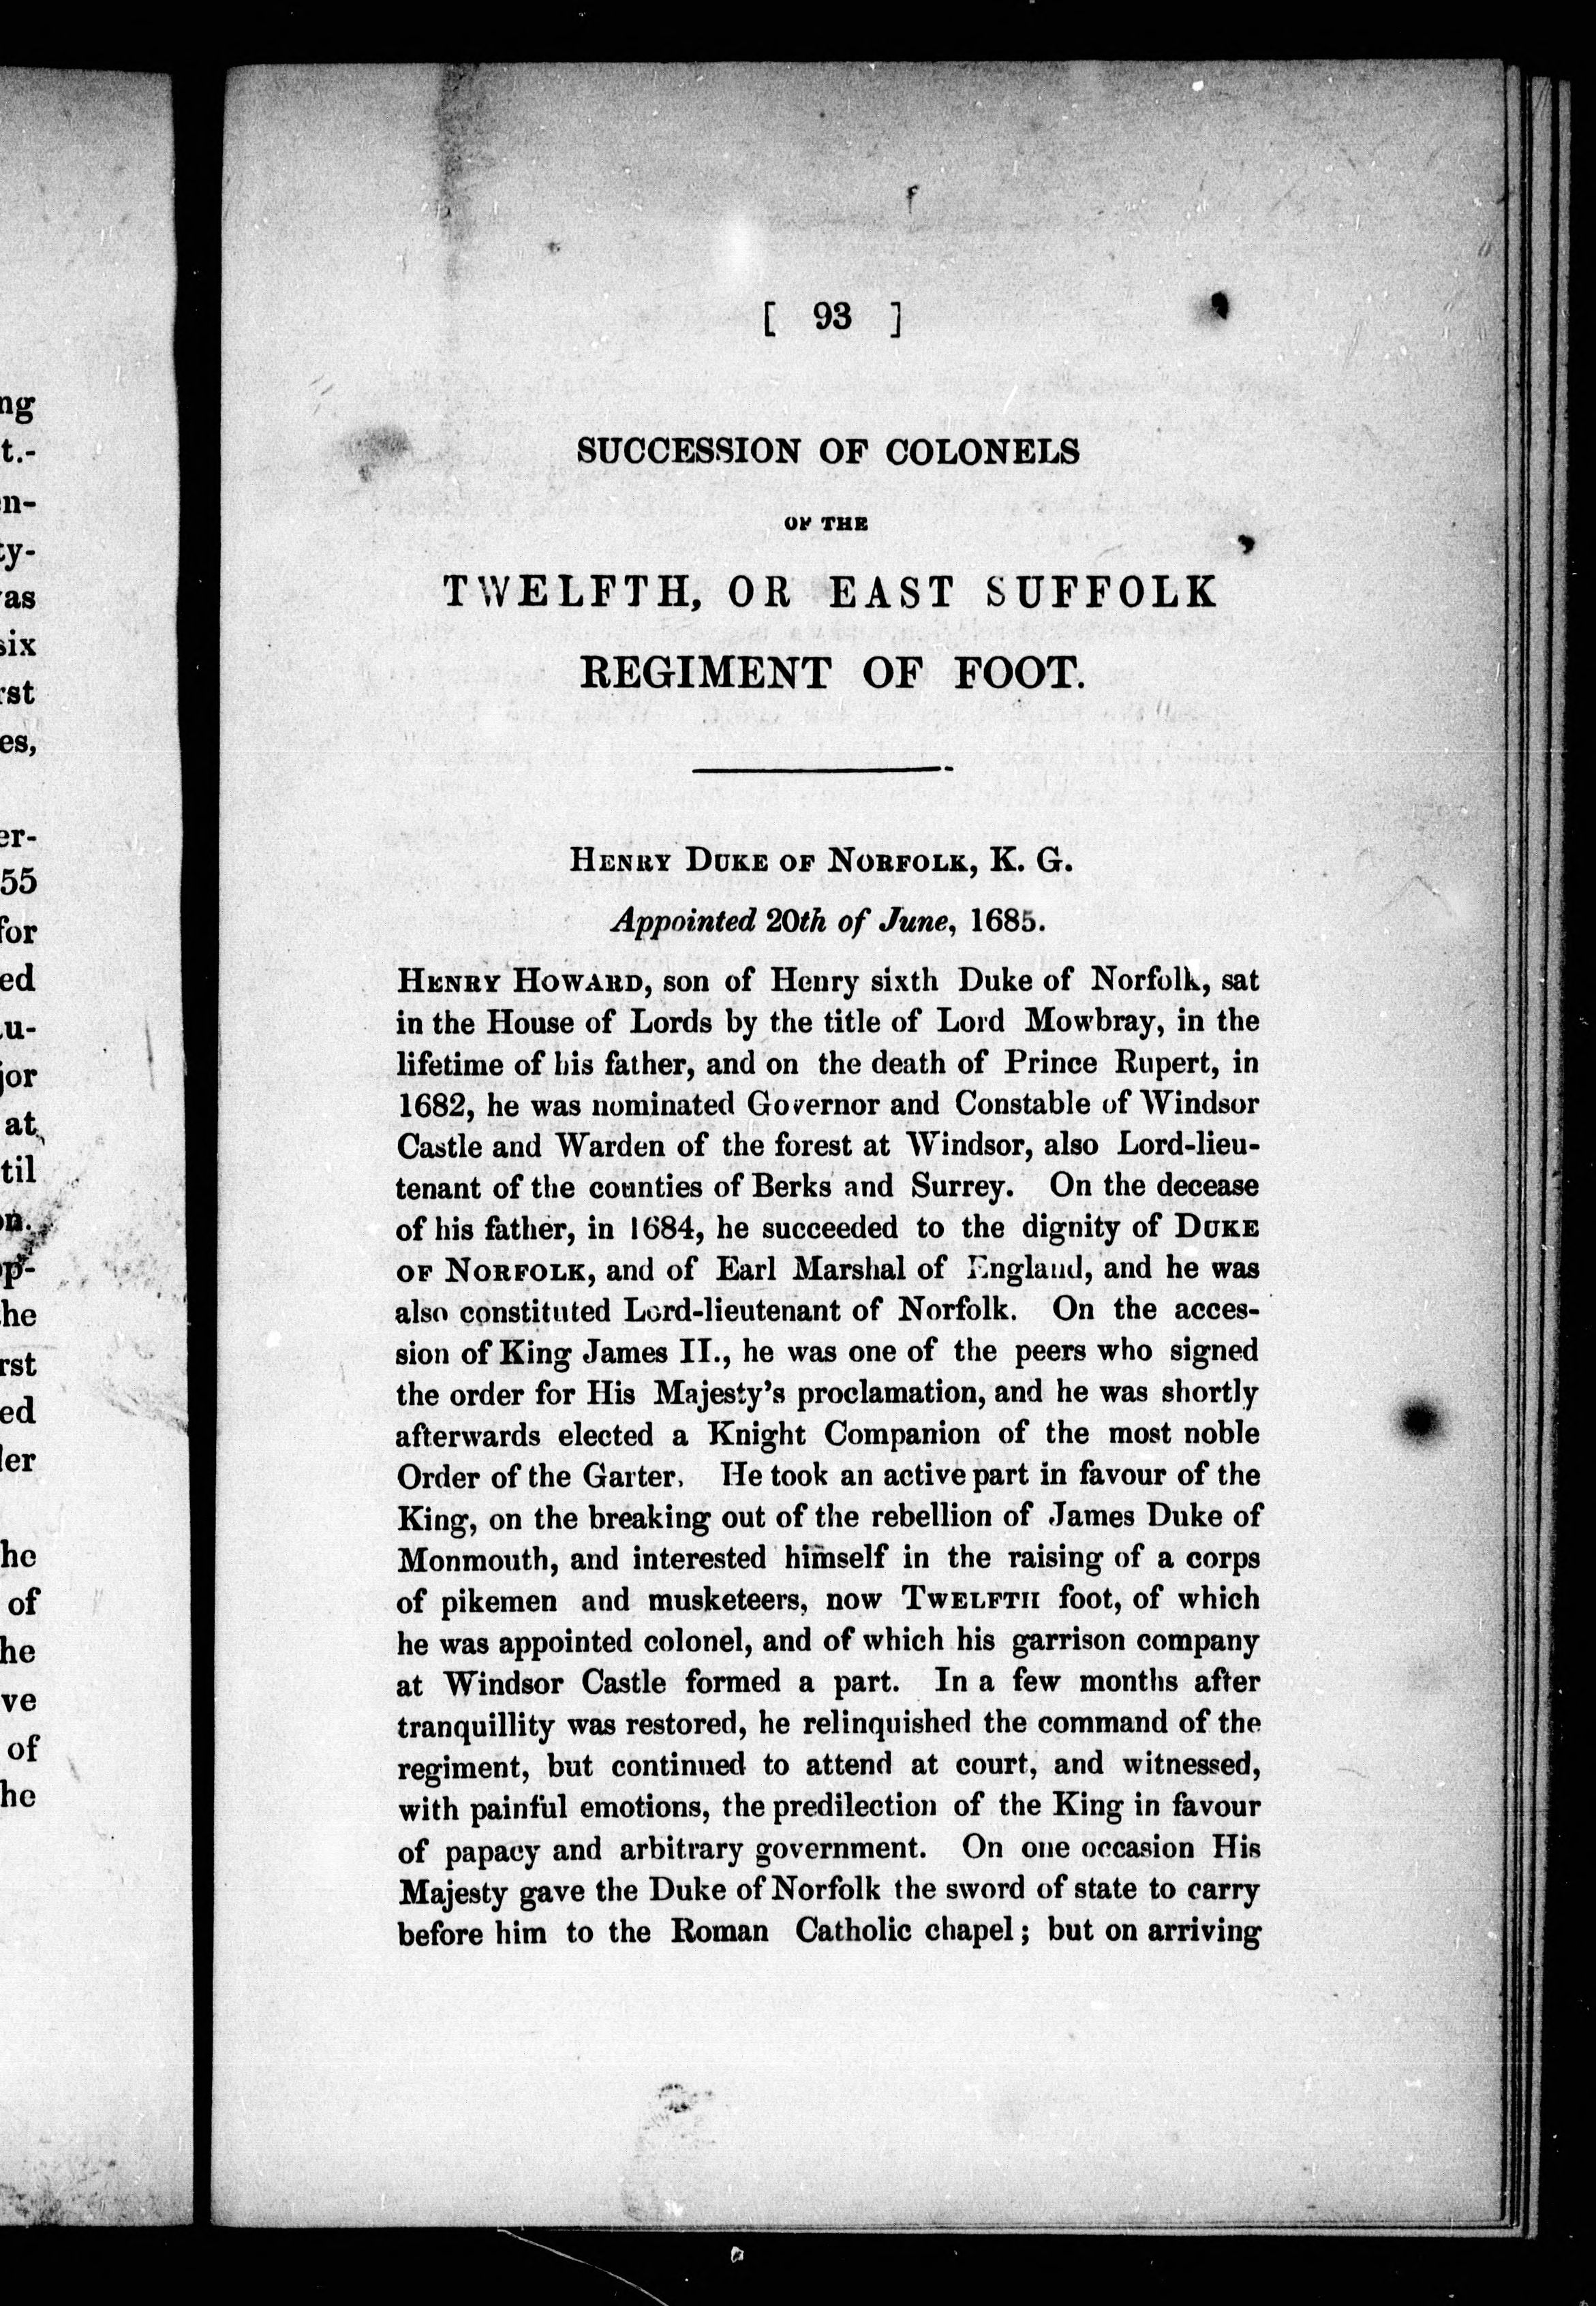 [ 93 ]
SUCCESSION OF COLONELS
OF THE
TWELFTH, OR EAST SUFFOLK
REGIMENT OF FOOT.
HENRY DUKE OF NORFOLK, K. G.
Appointed 20th of June, 1685.
HENRY HOWARD, son of Henry sixth Duke of Norfolk, sat
in the House of Lords by the title of Lord Mowbray, in the
lifetime of his father, and on the death of Prince Rupert, in
1682, he was nominated Governor and Constable of Windsor
Castle and Warden of the forest at Windsor, also Lord-lieu-
tenant of the counties of Berks and Surrey. On the decease
of his father, in 1684, he succeeded to the dignity of DUKE
OF NORFOLK, and of Earl Marshal of England, and he was
also constituted Lord-lieutenant of Norfolk. On the acces-
sion of King James II., he was one of the peers who signed
the order for His Majesty's proclamation, and he was shortly
afterwards elected a Knight Companion of the most noble
Order of the Garter. He took an active part in favour of the
King, on the breaking out of the rebellion of James Duke of
Monmouth, and interested himself in the raising of a corps
of pikemen and musketeers, now TWELFTH foot, of which
he was appointed colonel, and of which his garrison company
at Windsor Castle formed a part. In a few months after
tranquillity was restored, he relinquished the command of the
regiment, but continued to attend at court, and witnessed,
with painful emotions, the predilection of the King in favour
of papacy and arbitrary government. On one occasion His
Majesty gave the Duke of Norfolk the sword of state to carry
before him to the Roman Catholic chapel; but on arriving